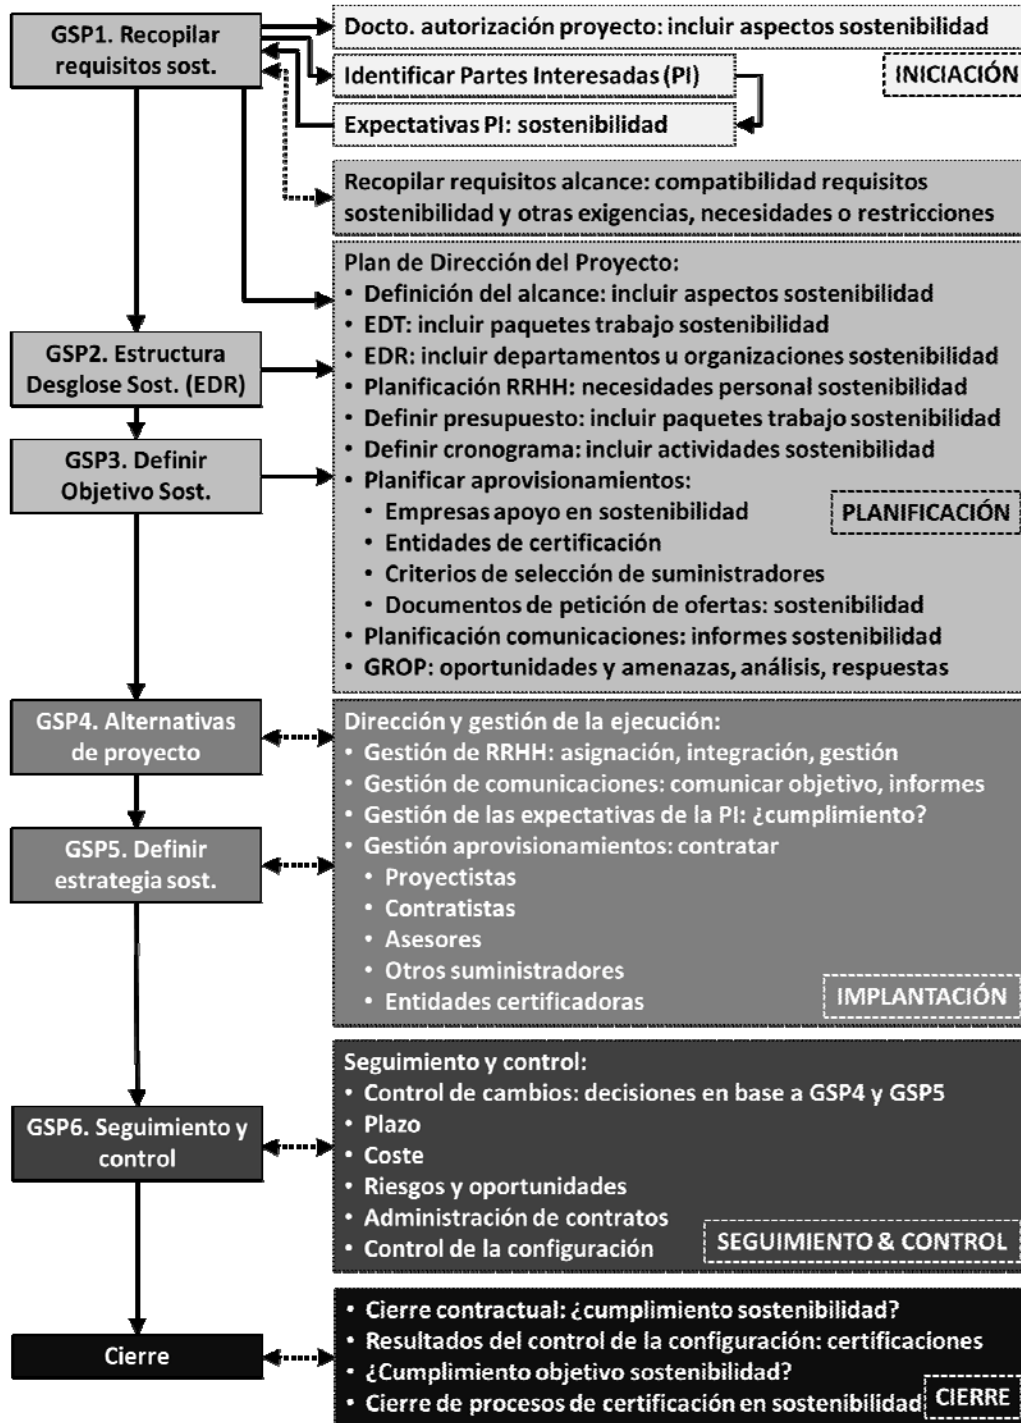 GSP1. Recopilar
requisitos sost.
Docto. autorización proyecto: incluir aspectos sostenibilidad
Identificar Partes Interesadas (PI)
INICIACIÓN
Expectativas PI: sostenibilidad
Recopilar requisitos alcance: compatibilidad requisitos
sostenibilidad y otras exigencias, necesidades o restricciones
Plan de Dirección del Proyecto:
• Definición del alcance: incluir aspectos sostenibilidad
• EDT: incluir paquetes trabajo sostenibilidad
• EDR: incluir departamentos u organizaciones sostenibilidad
• Planificación RRHH: necesidades personal sostenibilidad
• Definir presupuesto: incluir paquetes trabajo sostenibilidad
• Definir cronograma: incluir actividades sostenibilidad
• Planificar aprovisionamientos:
• Empresas apoyo en sostenibilidad
• Entidades de certificación
• Criterios de selección de suministradores
• Documentos de petición de ofertas: sostenibilidad
• Planificación comunicaciones: informes sostenibilidad
• GROP: oportunidades y amenazas, análisis, respuestas
PLANIFICACIÓN
GSP2. Estructura
Desglose Sost. (EDR)
GSP3. Definir
Objetivo Sost.
GSP4. Alternativas
de proyecto
GSP5. Definir
estrategia sost.
Dirección y gestión de la ejecución:
• Gestión de RRHH: asignación, integración, gestión
• Gestión de comunicaciones: comunicar objetivo, informes
• Gestión de las expectativas de la PI: ¿cumplimiento?
• Gestión aprovisionamientos: contratar
• Proyectistas
• Contratistas
• Asesores
• Otros suministradores
• Entidades certificadoras
IMPLANTACIÓN
GSP6. Seguimiento y
control
Seguimiento y control:
• Control de cambios: decisiones en base a GSP4 y GSP5
• Plazo
• Coste
• Riesgos y oportunidades
• Administración de contratos
• Control de la configuración
SEGUIMIENTO & CONTROL
Cierre
• Cierre contractual: ¿cumplimiento sostenibilidad?
• Resultados del control de la configuración: certificaciones
• ¿Cumplimiento objetivo sostenibilidad?
• Cierre de procesos de certificación en sostenibilidad
CIERRE